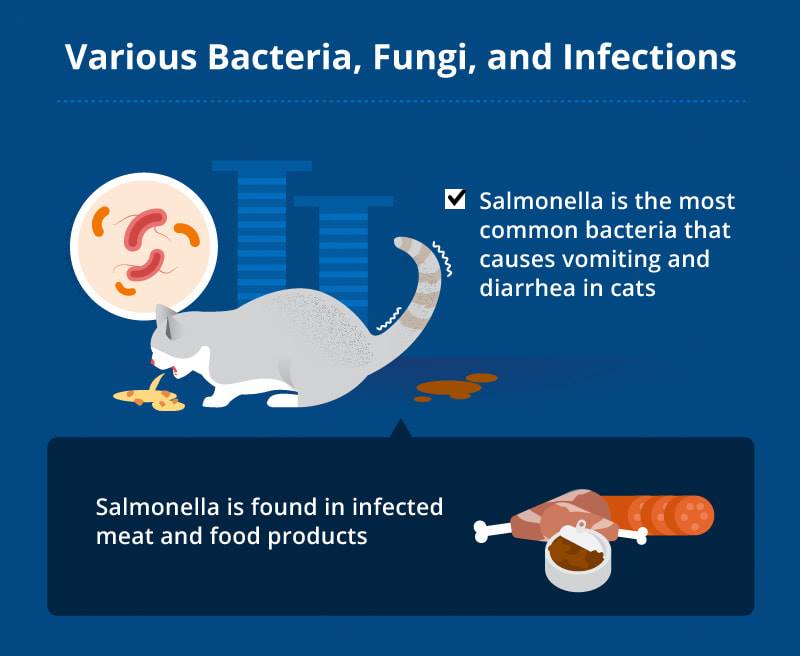 Various Bacteria, Fungi, and Infections
Salmonella is the most
common bacteria that
causes vomiting and
diarrhea in cats
Salmonella is found in infected
meat and food products